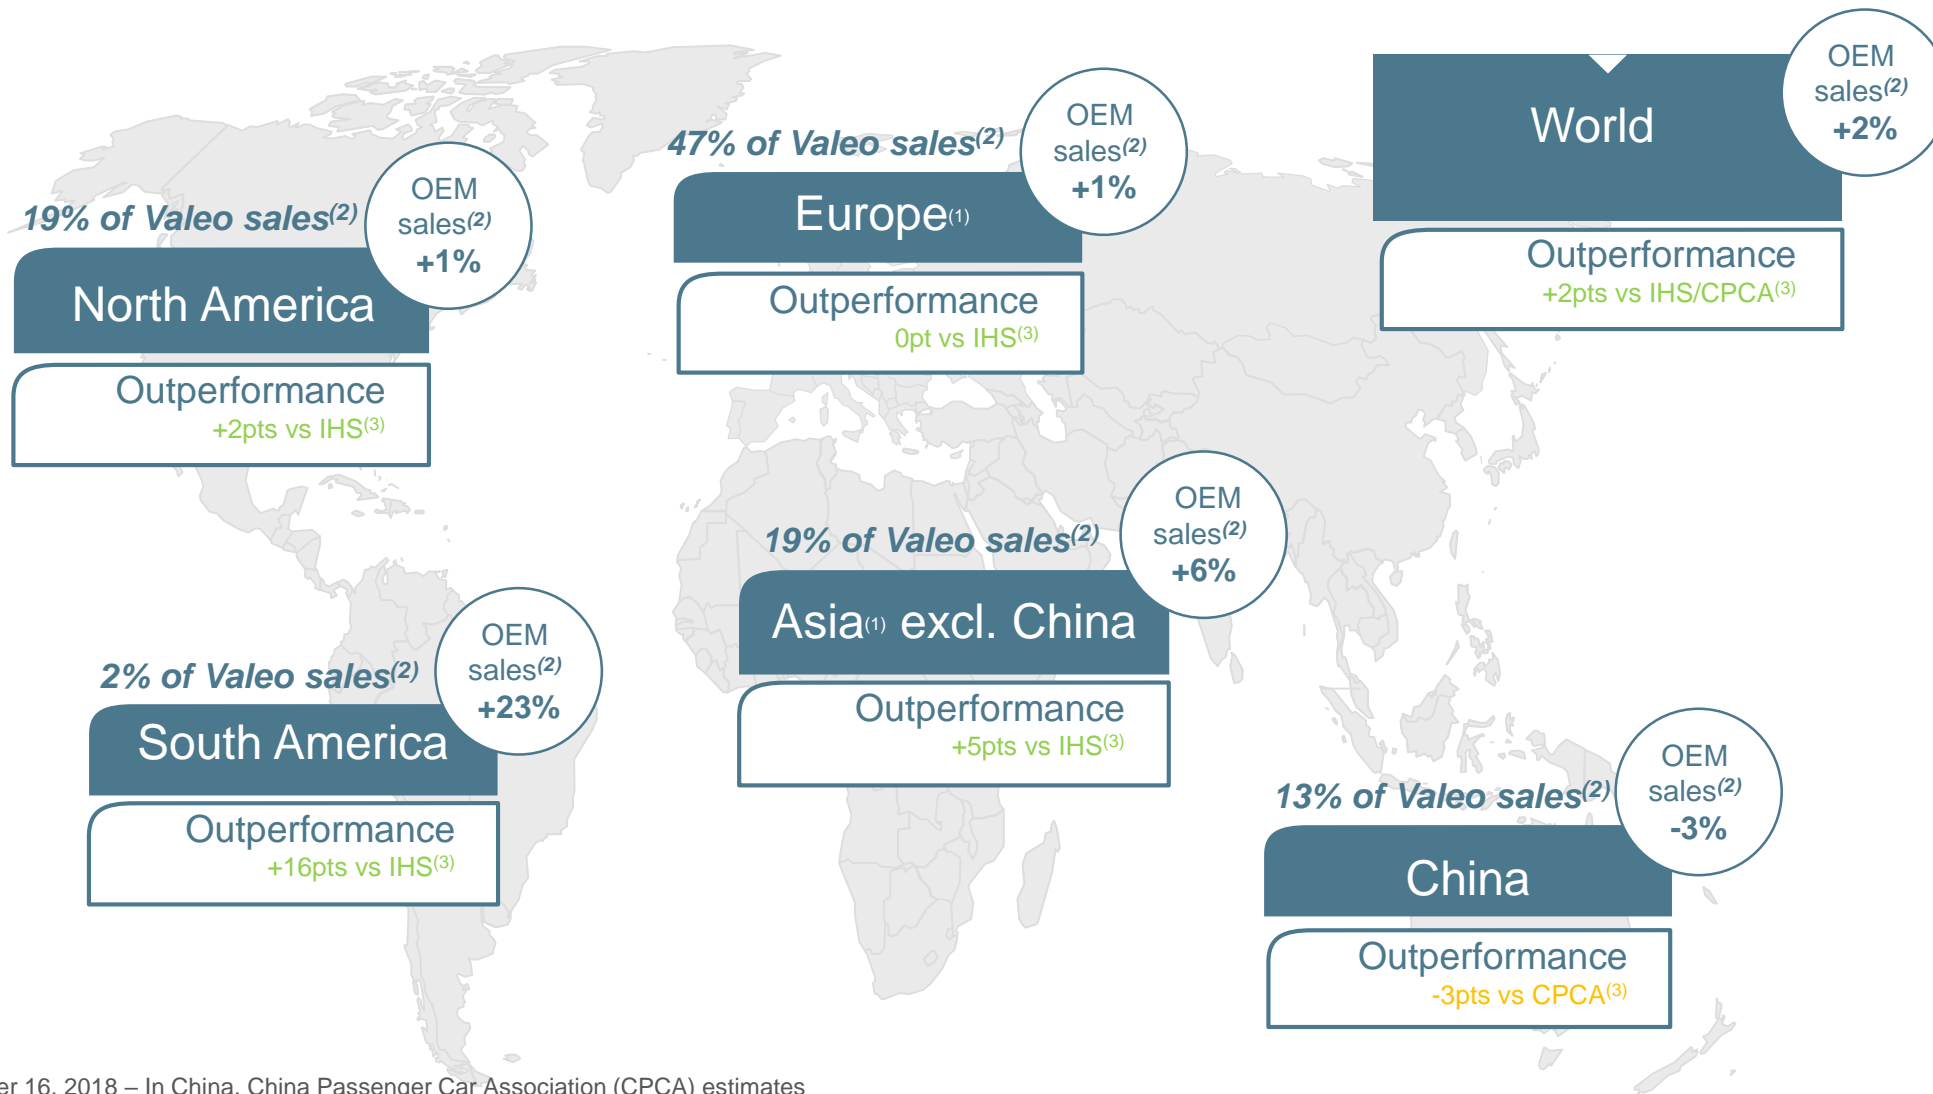 19% of Valeo sales(2)
OEM
sales(2)
+1%
North America
Outperformance
+2pts vs IHS(3)
47% of Valeo sales(2)
OEM
sales(2)
+1%
Europe(1)
Outperformance
0pt vs IHS(3)
World
OEM
sales(2)
+2%
Outperformance
+2pts vs IHS/CPCA(3)
2% of Valeo sales(2)
OEM
sales(2)
+23%
South America
Outperformance
+16pts vs IHS(3)
19% of Valeo sales(2)
OEM
sales(2)
+6%
Asia(1) excl. China
Outperformance
+5pts vs IHS(3)
13% of Valeo sales(2)
OEM
sales(2)
-3%
China
Outperformance
-3pts vs CPCA(3)
16, 2018 – In China, China Passenger Car Association (CPCA) estimates